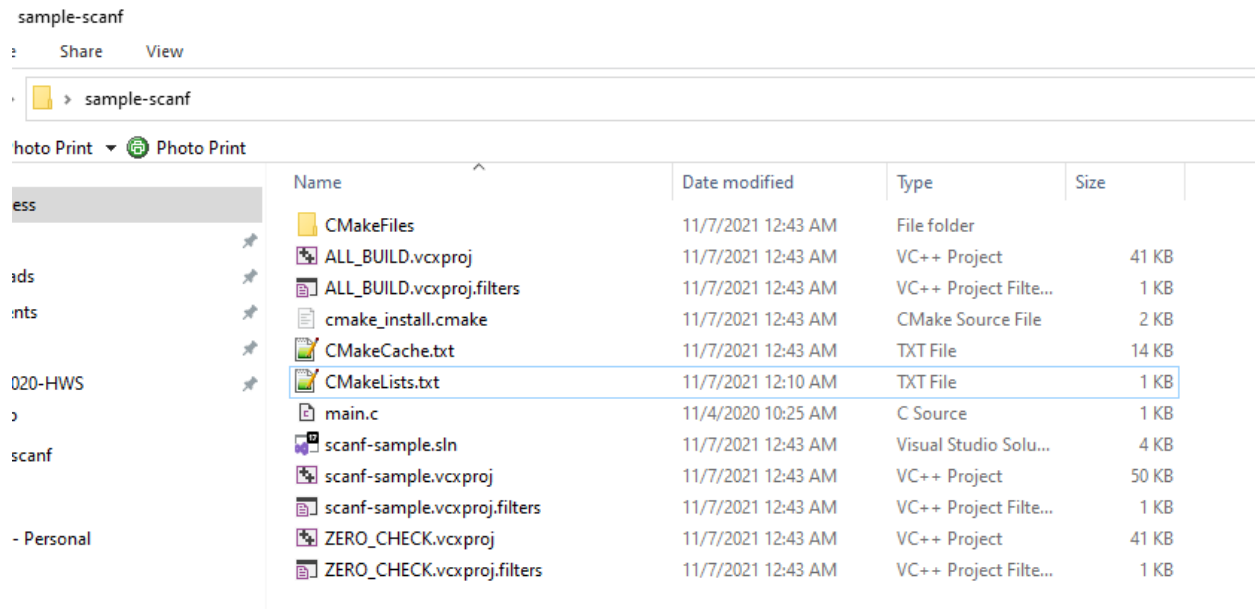 sample-scanf
e Share View
sample-scanf
hoto Print Photo Print
Name Date modified Type Size
ess
CMakeFiles 11/7/2021 12:43 AM File folder
ALL_BUILD.vcxproj 11/7/2021 12:43 AM VC++ Project 41 KB
ads
ALL_BUILD.vcxproj.filters 11/7/2021 12:43 AM VC++ Project Filte... 1 KB
ents
cmake_install.cmake 11/7/2021 12:43 AM CMake Source File 2 KB
CMakeCache.txt 11/7/2021 12:43 AM TXT File 14 KB
020-HWS
CMakeLists.txt 11/7/2021 12:10 AM TXT File 1 KB
main.c 11/4/2020 10:25 AM C Source 1 KB
scanf
scanf-sample.sln 11/7/2021 12:43 AM Visual Studio Solu... 4 KB
scanf-sample.vcxproj 11/7/2021 12:43 AM VC++ Project 50 KB
scanf-sample.vcxproj.filters 11/7/2021 12:43 AM VC++ Project Filte... 1 KB
- Personal
ZERO_CHECK.vcxproj 11/7/2021 12:43 AM VC++ Project 41 KB
ZERO_CHECK.vcxproj.filters 11/7/2021 12:43 AM VC++ Project Filte... 1 KB